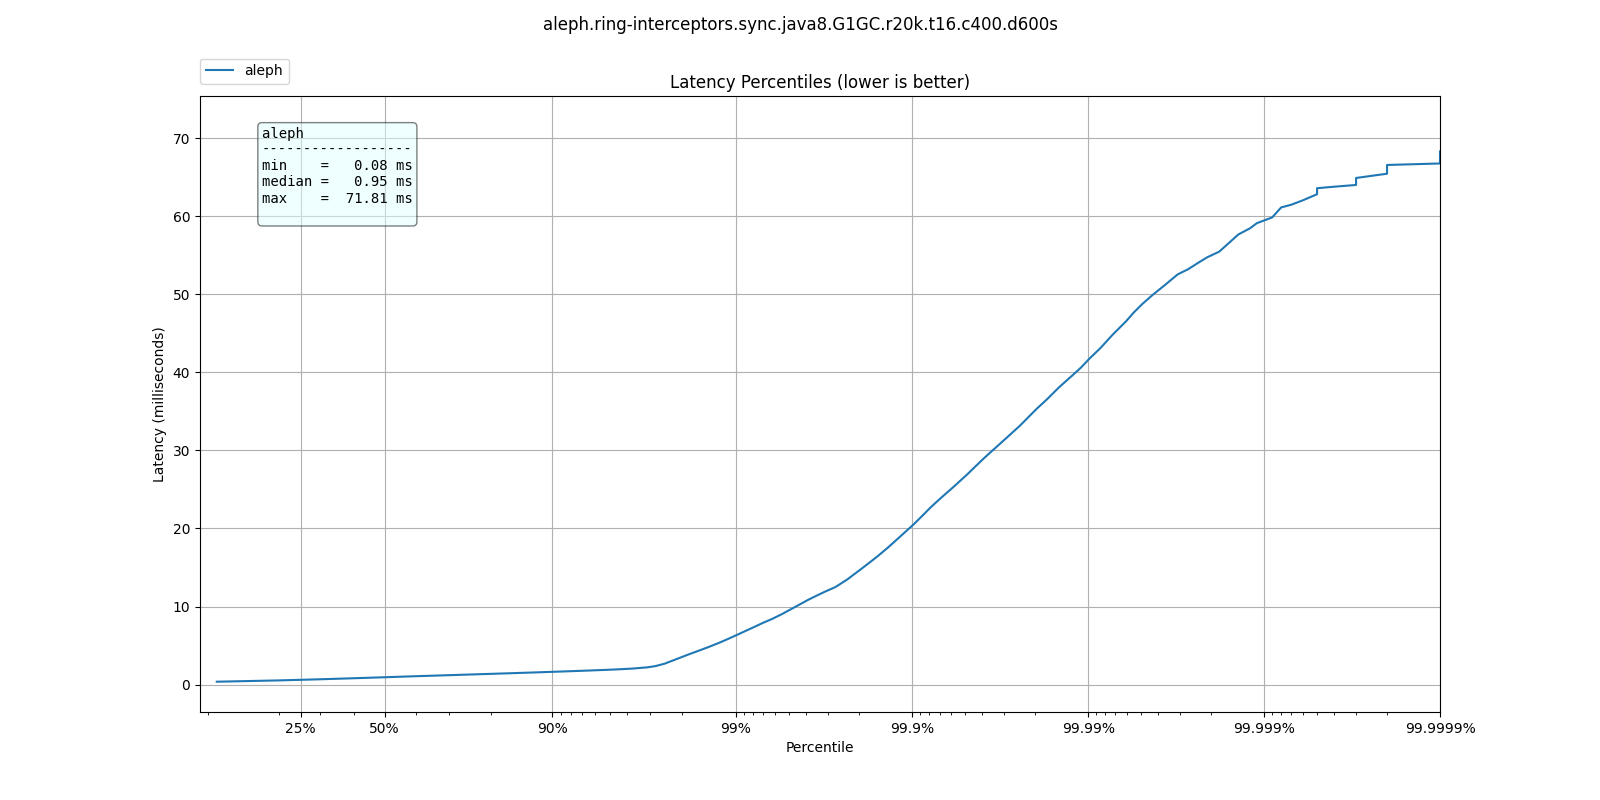 aleph.ring-interceptors.sync.java8.G1GC.r20k.t16.c400.d600s
aleph
Latency Percentiles (lower is better)
aleph
------------------
min    =   0.08 ms
median =   0.95 ms
max    =  71.81 ms
70
60
50
40
30
20
10
0
Latency (milliseconds)
25% 50% 90% 99% 99.9% 99.99% 99.999% 99.9999%
Percentile